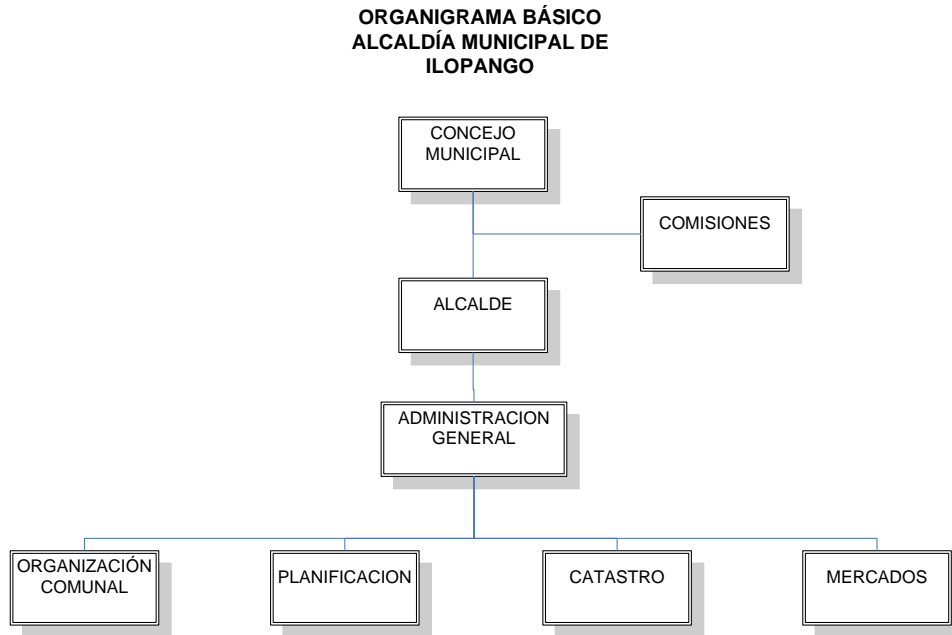 ORGANIGRAMA BÁSICO
ALCALDÍA MUNICIPAL DE
ILOPANGO
CONCEJO
MUNICIPAL
COMISIONES
ALCALDE
ADMINISTRACION
GENERAL
ORGANIZACIÓN
COMUNAL
PLANIFICACION
CATASTRO
MERCADOS